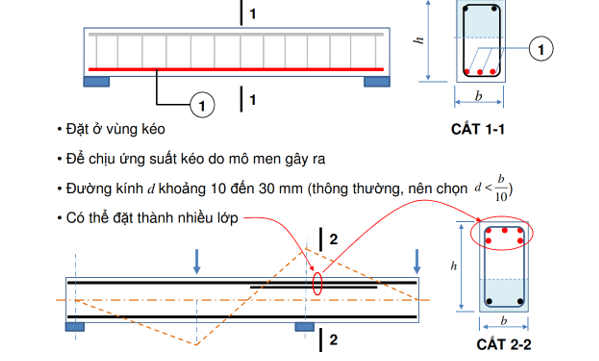 1
h
1
1
1
b
• Đặt ở vùng kéo
CẮT 1-1
• Để chịu ứng suất kéo do mô men gây ra
• Đường kính d khoảng 10 đến 30 mm (thông thường, nên chọn d < b/10)
• Có thể đặt thành nhiều lớp
2
h
b
2
CẮT 2-2